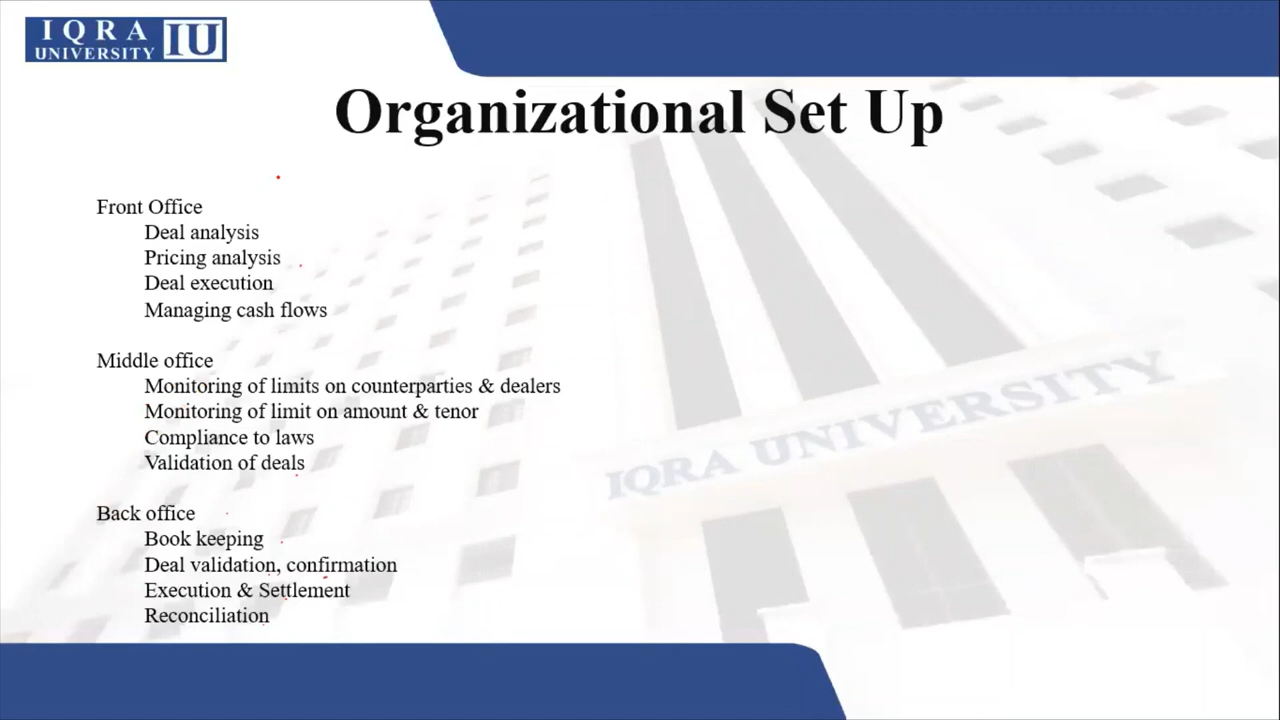 IQRA
UNIVERSITY
IU
Organizational Set Up
Front Office
Deal analysis
Pricing analysis
Deal execution
Managing cash flows
Middle office
Monitoring of limits on counterparties & dealers
Monitoring of limit on amount & tenor
Compliance to laws
Validation of deals
Back office
Book keeping
Deal validation, confirmation
Execution & Settlement
Reconciliation
IQRA UNIVERSITY